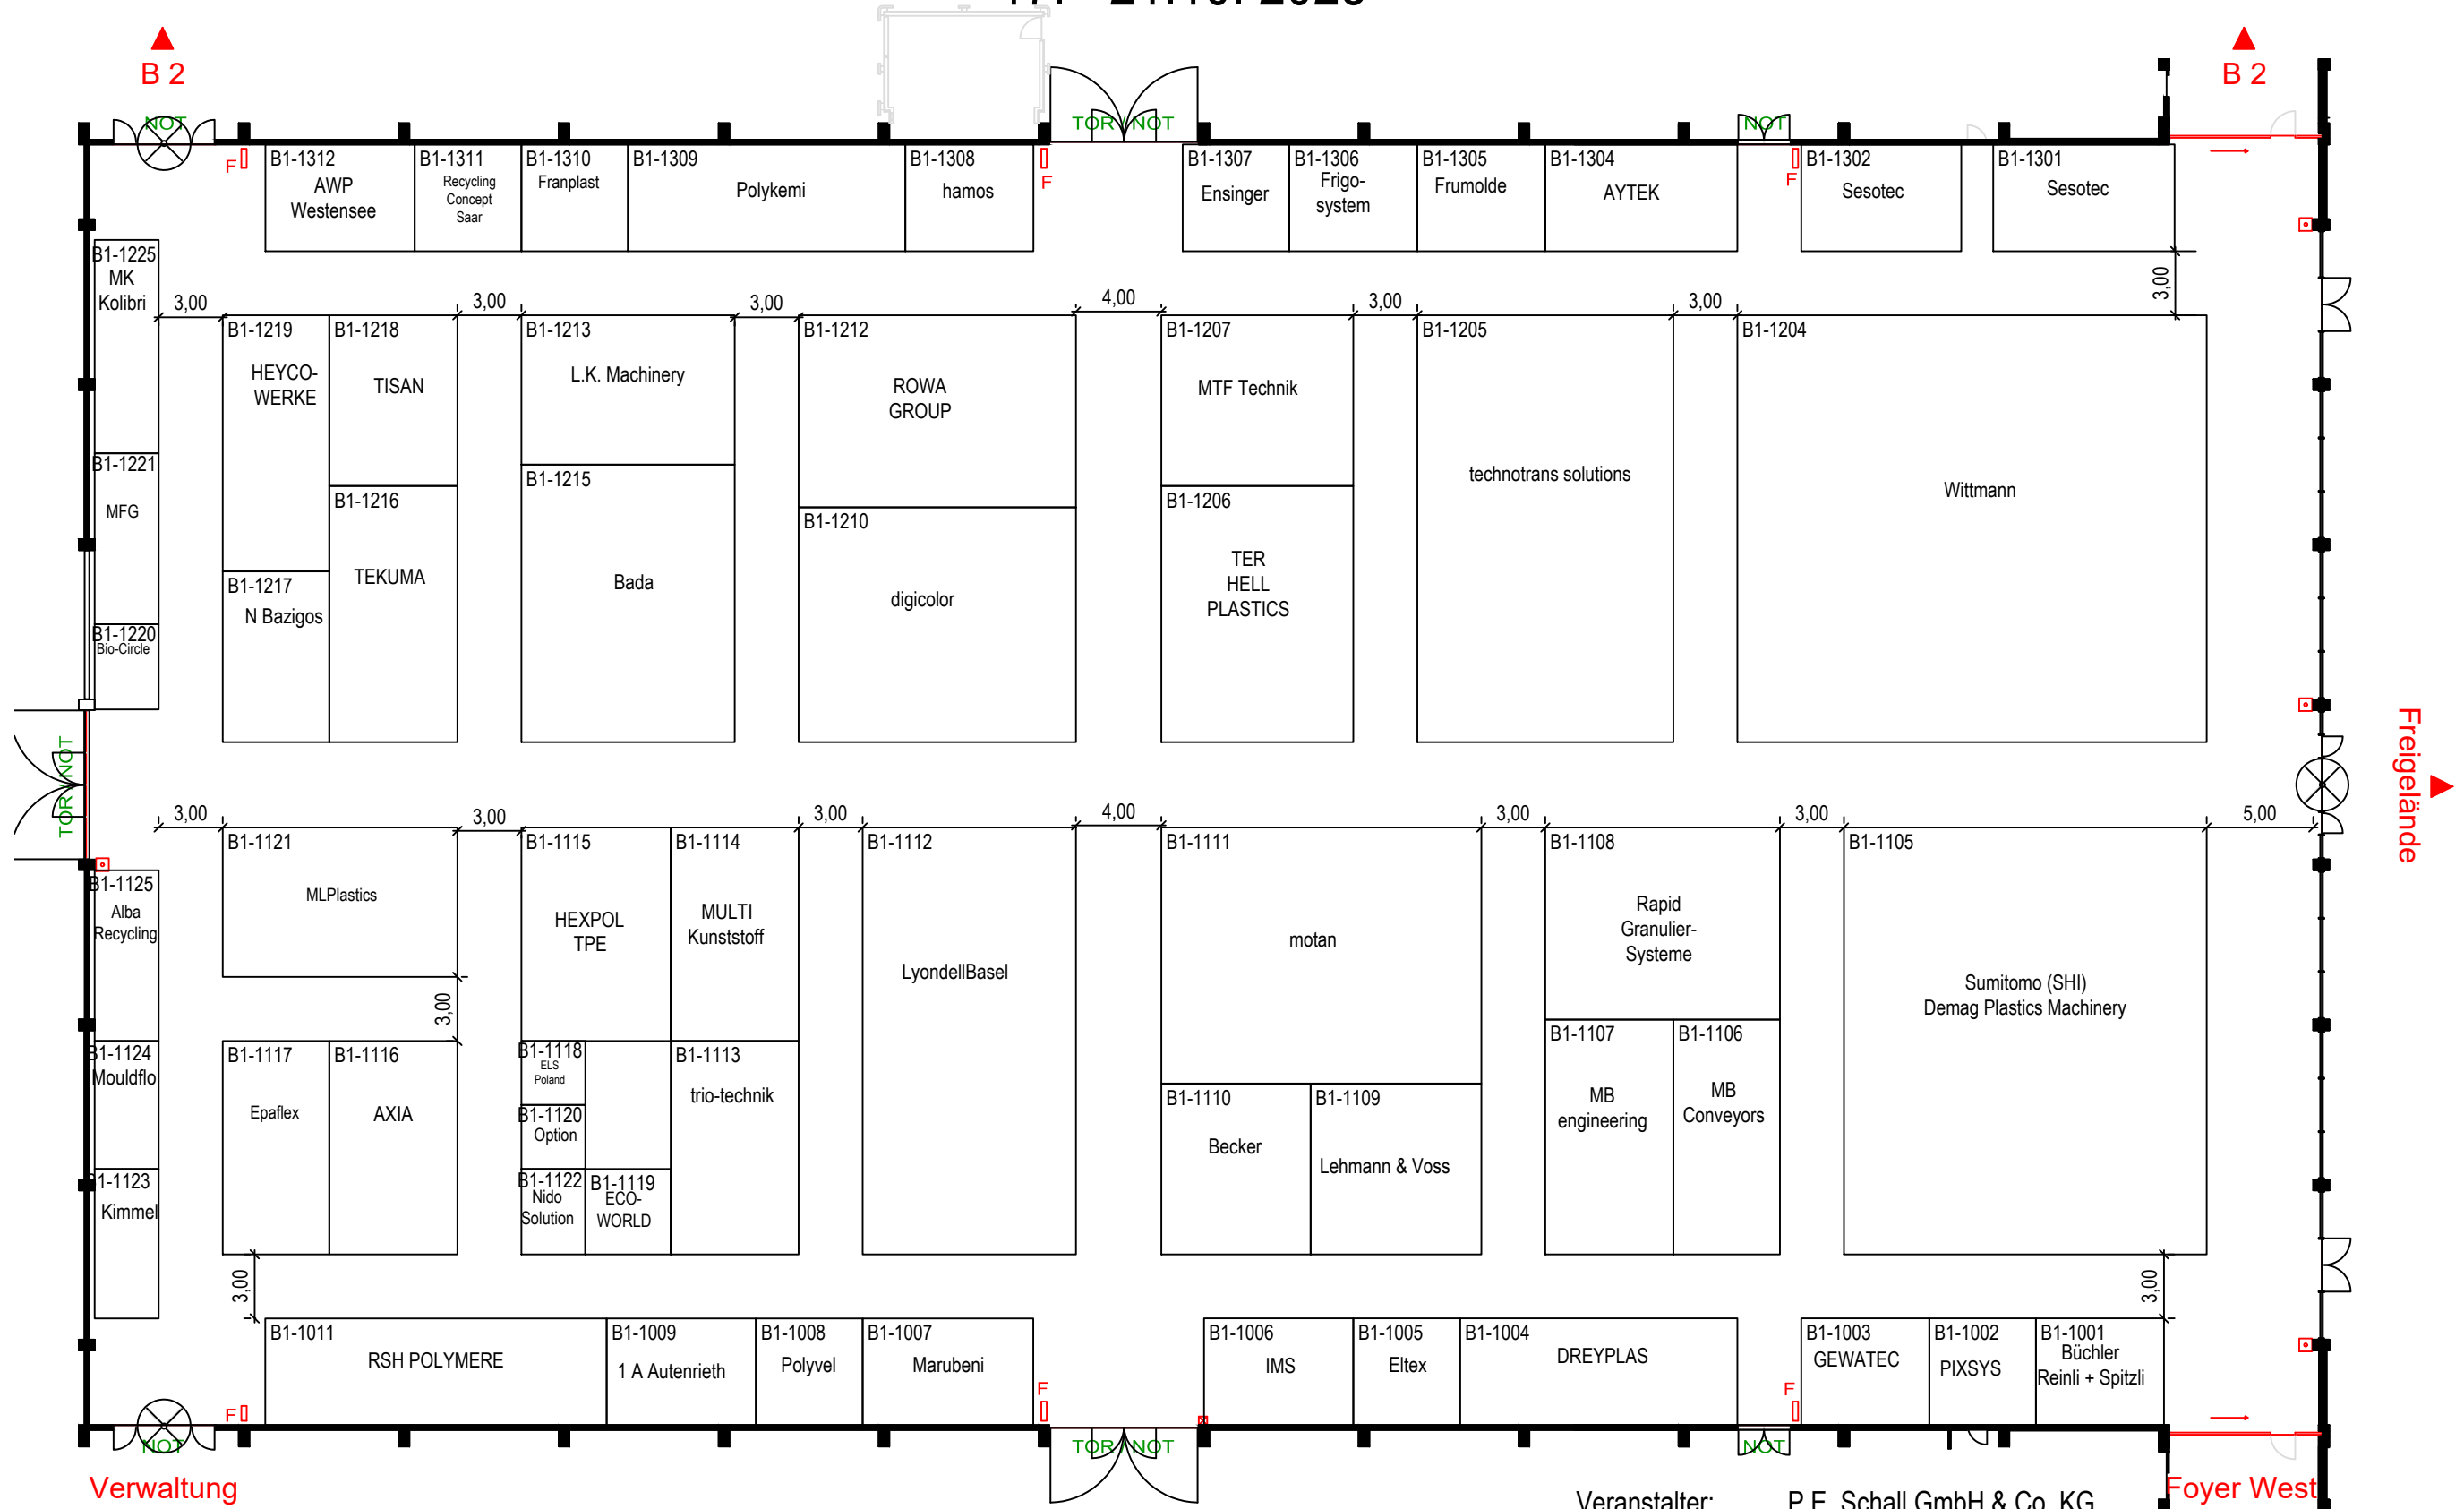 B 2
B 2
NOT
TOR / NOT
NOT
F
F
F
B1-1312
AWP
Westensee
B1-1311
Recycling
Concept
Saar
B1-1310
Franplast
B1-1309
Polykemi
B1-1308
hamos
B1-1307
Ensinger
B1-1306
Frigo-
system
B1-1305
Frumolde
B1-1304
AYTEK
B1-1302
Sesotec
B1-1301
Sesotec
3,00
B1-1225
MK
Kolibri
B1-1221
MFG
B1-1220
Bio-Circle
3,00
3,00
3,00
4,00
3,00
3,00
B1-1219
HEYCO-
WERKE
B1-1218
TISAN
B1-1217
N Bazigos
B1-1216
TEKUMA
B1-1213
L.K. Machinery
B1-1215
Bada
B1-1212
ROWA
GROUP
B1-1210
digicolor
B1-1207
MTF Technik
B1-1206
TER
HELL
PLASTICS
B1-1205
technotrans solutions
B1-1204
Wittmann
TOR / NOT
Freigelände
3,00
3,00
3,00
4,00
3,00
3,00
5,00
B1-1125
Alba
Recycling
B1-1124
Mouldflo
B1-1123
Kimmel
B1-1121
MLPlastics
3,00
B1-1117
Epaflex
B1-1116
AXIA
B1-1115
HEXPOL
TPE
B1-1114
MULTI
Kunststoff
B1-1118
ELS
Poland
B1-1120
Option
B1-1122
Nido
Solution
B1-1119
ECO-
WORLD
B1-1113
trio-technik
B1-1112
LyondellBasel
B1-1111
motan
B1-1110
Becker
B1-1109
Lehmann & Voss
B1-1108
Rapid
Granulier-
Systeme
B1-1107
MB
engineering
B1-1106
MB
Conveyors
B1-1105
Sumitomo (SHI)
Demag Plastics Machinery
3,00
3,00
B1-1011
RSH POLYMERE
B1-1009
1 A Autenrieth
B1-1008
Polyvel
B1-1007
Marubeni
B1-1006
IMS
B1-1005
Eltex
B1-1004
DREYPLAS
B1-1003
GEWATEC
B1-1002
PIXSYS
B1-1001
Büchler
Reinli + Spitzli
F
F
F
NOT
TOR / NOT
NOT
Verwaltung
Foyer West
Veranstalter: P.E. Schall GmbH & Co. KG